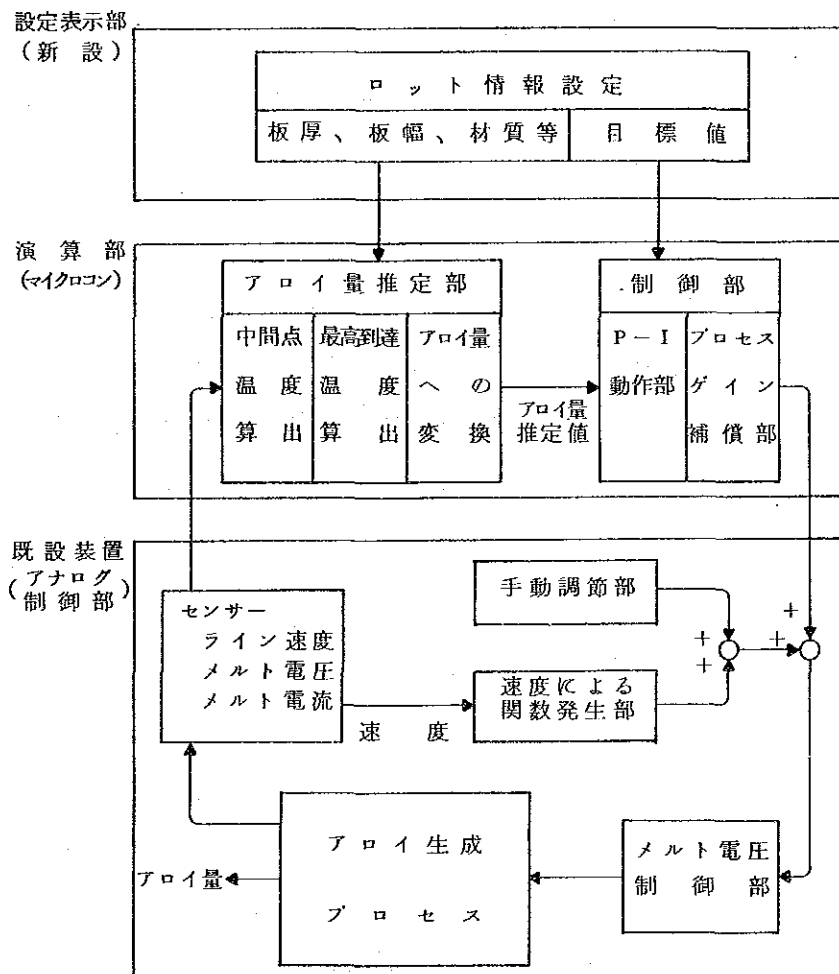 設定表示部
(新設)
ロット情報設定
板厚、板幅、材質等
目標値
演算部
(マイクロコン)
アロイ量推定部
中間点
温度
算出
最高到達
温度
算出
アロイ量
への
変換
アロイ量
推定値
制御部
P-I
動作部
プロセス
ゲイン
補償部
既設装置
(アナログ
制御部)
センサー
ライン速度
メルト電圧
メルト電流
速度
手動調節部
速度による
関数発生部
+
+
+
+
アロイ生成
プロセス
アロイ量
メルト電圧
制御部